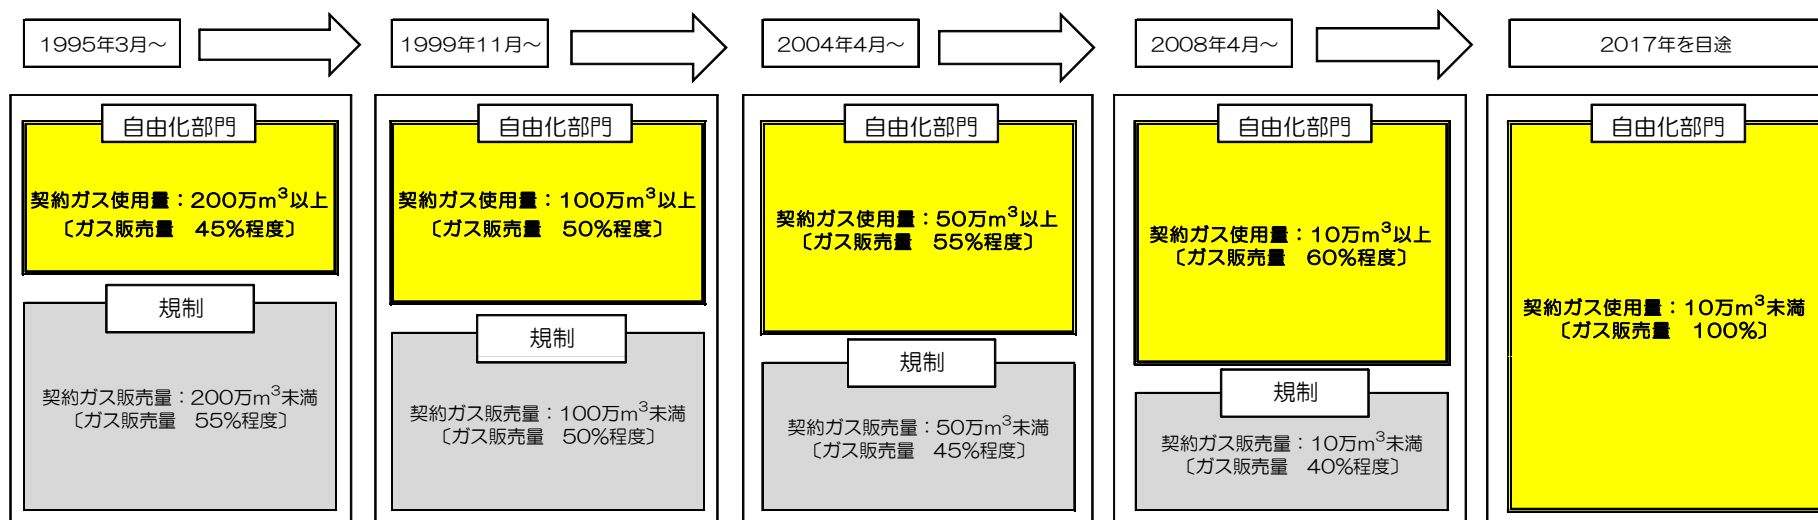 1995年3月～
1999年11月～
2004年4月～
2008年4月～
2017年を目途
自由化部門
契約ガス使用量：200万m³以上
〔ガス販売量　45%程度〕
規制
契約ガス販売量：200万m³未満
〔ガス販売量　55%程度〕
自由化部門
契約ガス使用量：100万m³以上
〔ガス販売量　50%程度〕
規制
契約ガス販売量：100万m³未満
〔ガス販売量　50%程度〕
自由化部門
契約ガス使用量：50万m³以上
〔ガス販売量　55%程度〕
規制
契約ガス販売量：50万m³未満
〔ガス販売量　45%程度〕
自由化部門
契約ガス使用量：10万m³以上
〔ガス販売量　60%程度〕
規制
契約ガス販売量：10万m³未満
〔ガス販売量　40%程度〕
自由化部門
契約ガス使用量：10万m³未満
〔ガス販売量　100%〕